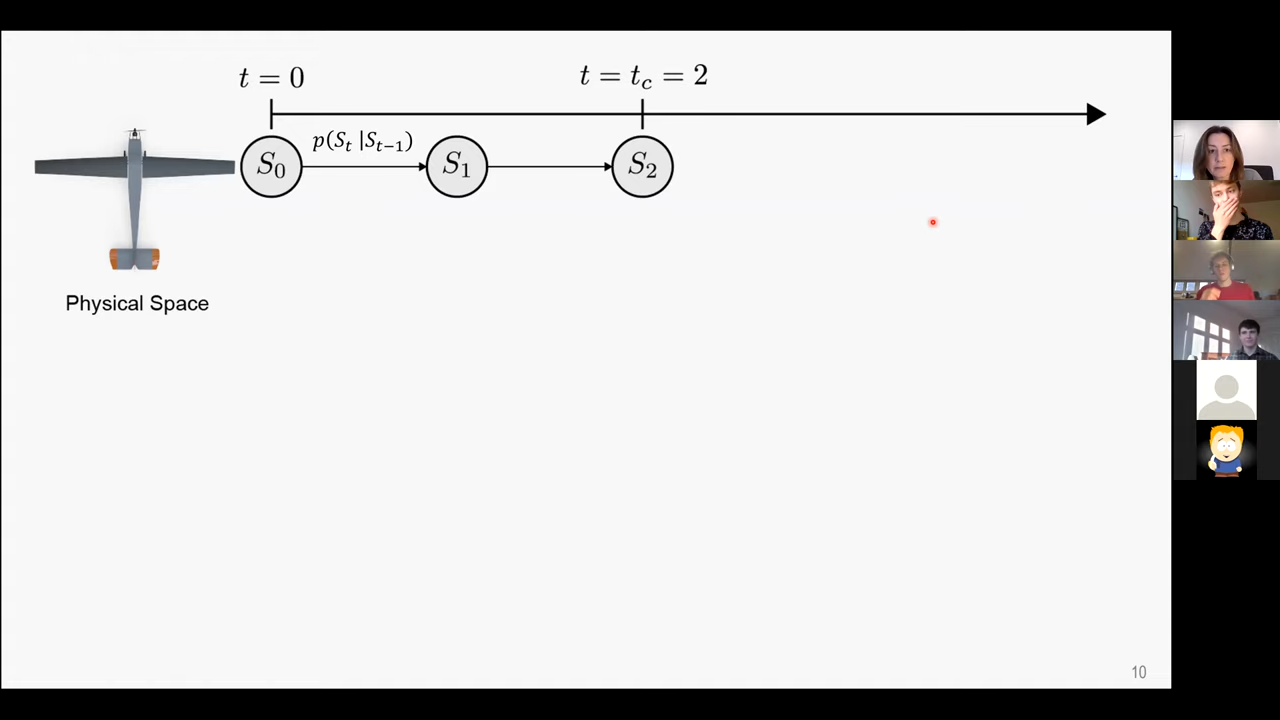 t = 0
t = t_c = 2
p(S_t |S_{t−1})
S_0
S_1
S_2
Physical Space
10